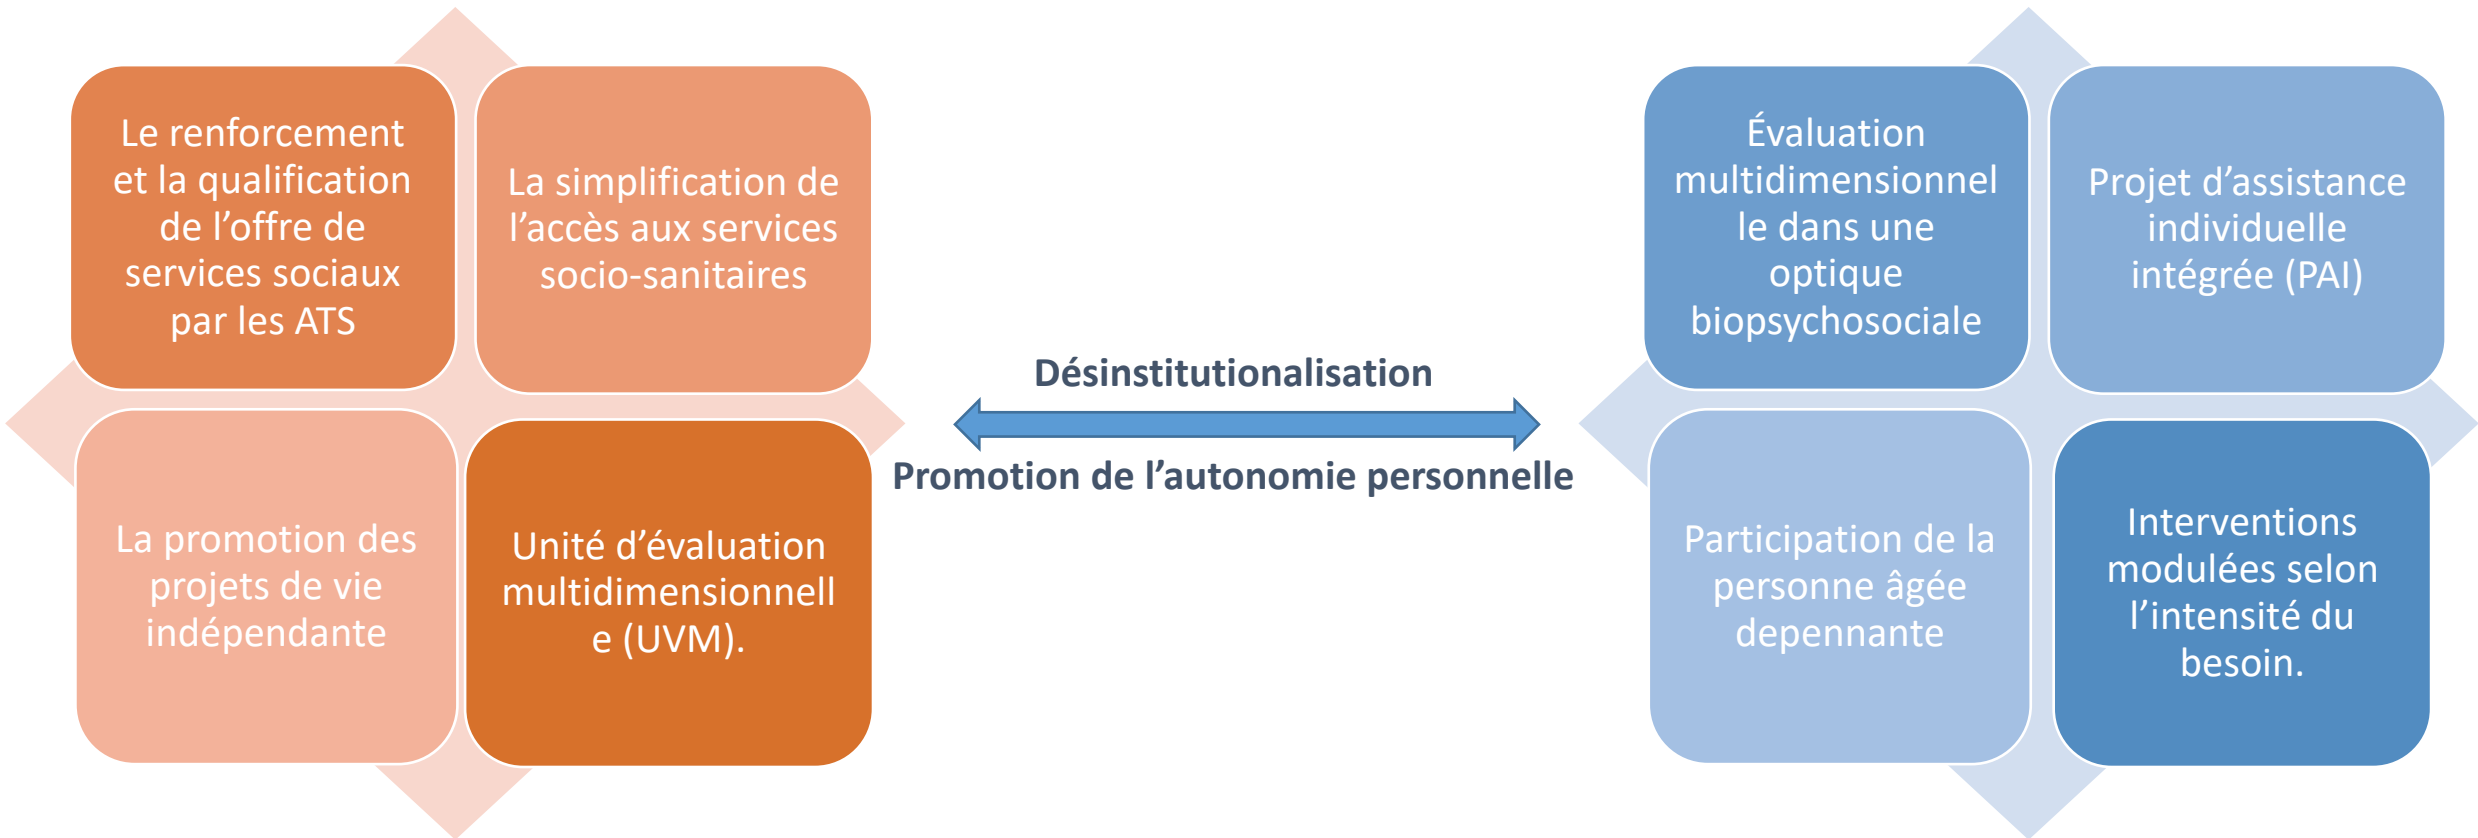 Le renforcement
et la qualification
de l’offre de
services sociaux
par les ATS
La simplification de
l’accès aux services
socio-sanitaires
La promotion des
projets de vie
indépendante
Unité d’évaluation
multidimensionnell
e (UVM).
Désinstitutionalisation
Promotion de l’autonomie personnelle
Évaluation
multidimensionnel
le dans une
optique
biopsychosociale
Projet d’assistance
individuelle
intégrée (PAI)
Participation de la
personne âgée
depennante
Interventions
modulées selon
l’intensité du
besoin.